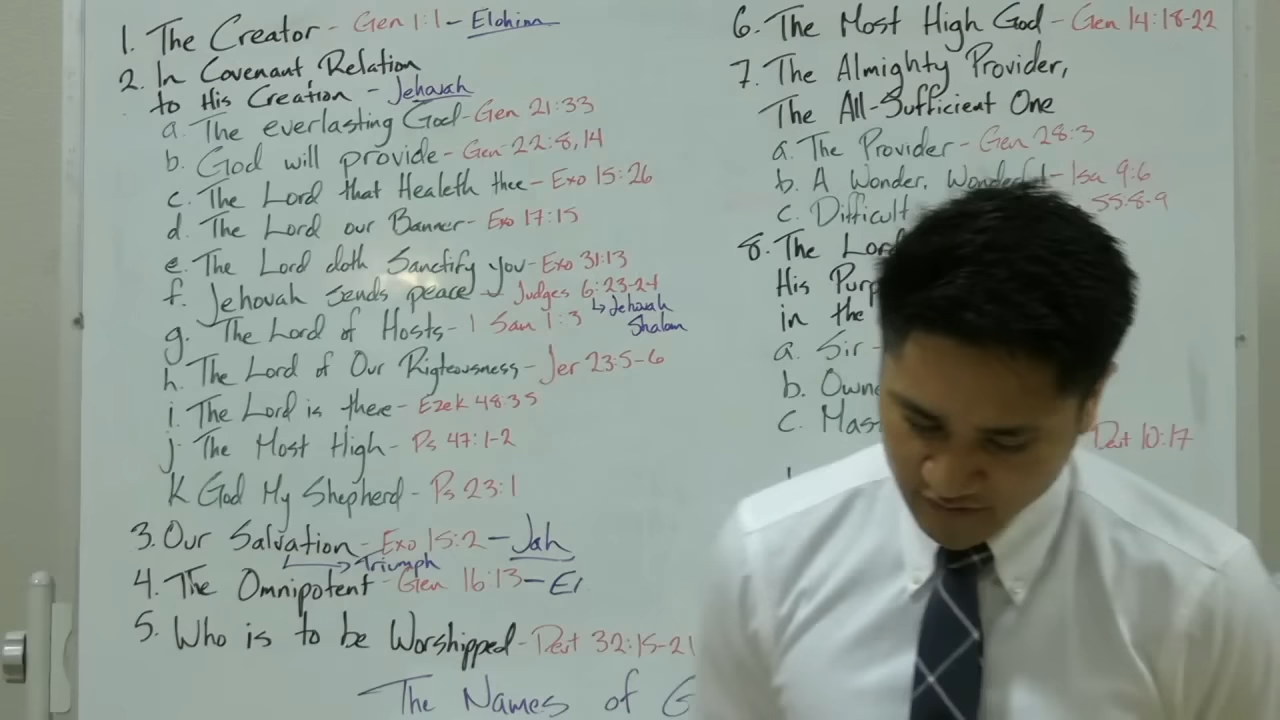 1. The Creator - Gen 1:1 - Elohim
2. In Covenant Relation
to His Creation - Jehovah
a. The everlasting God - Gen 21:33
b. God will provide - Gen 22:8,14
c. The Lord that Healeth thee - Exo 15:26
d. The Lord our Banner - Exo 17:15
e. The Lord doth Sanctify you - Exo 31:13
f. Jehovah sends peace - Judges 6:23-24
↳ Jehovah
Shalom
g. The Lord of Hosts - 1 Sam 1:3
h. The Lord of Our Righteousness - Jer 23:5-6
i. The Lord is there - Ezek 48:35
j. The Most High - Ps 47:1-2
K God My Shepherd - Ps 23:1
3. Our Salvation - Exo 15:2 - Jah
→ Triumph
4. The Omnipotent - Gen 16:13 - El
5. Who is to be Worshipped - Deut 32:15-21
The Names of G
6. The Most High God - Gen 14:18-22
7. The Almighty Provider,
The All-Sufficient One
a. The Provider - Gen 28:3
b. A Wonder, Wonderful - Isa 9:6
c. Difficult 55:8-9
8. The Lord
His Purp
in the
a. Sir -
b. Owne
c. Mast Deut 10:17